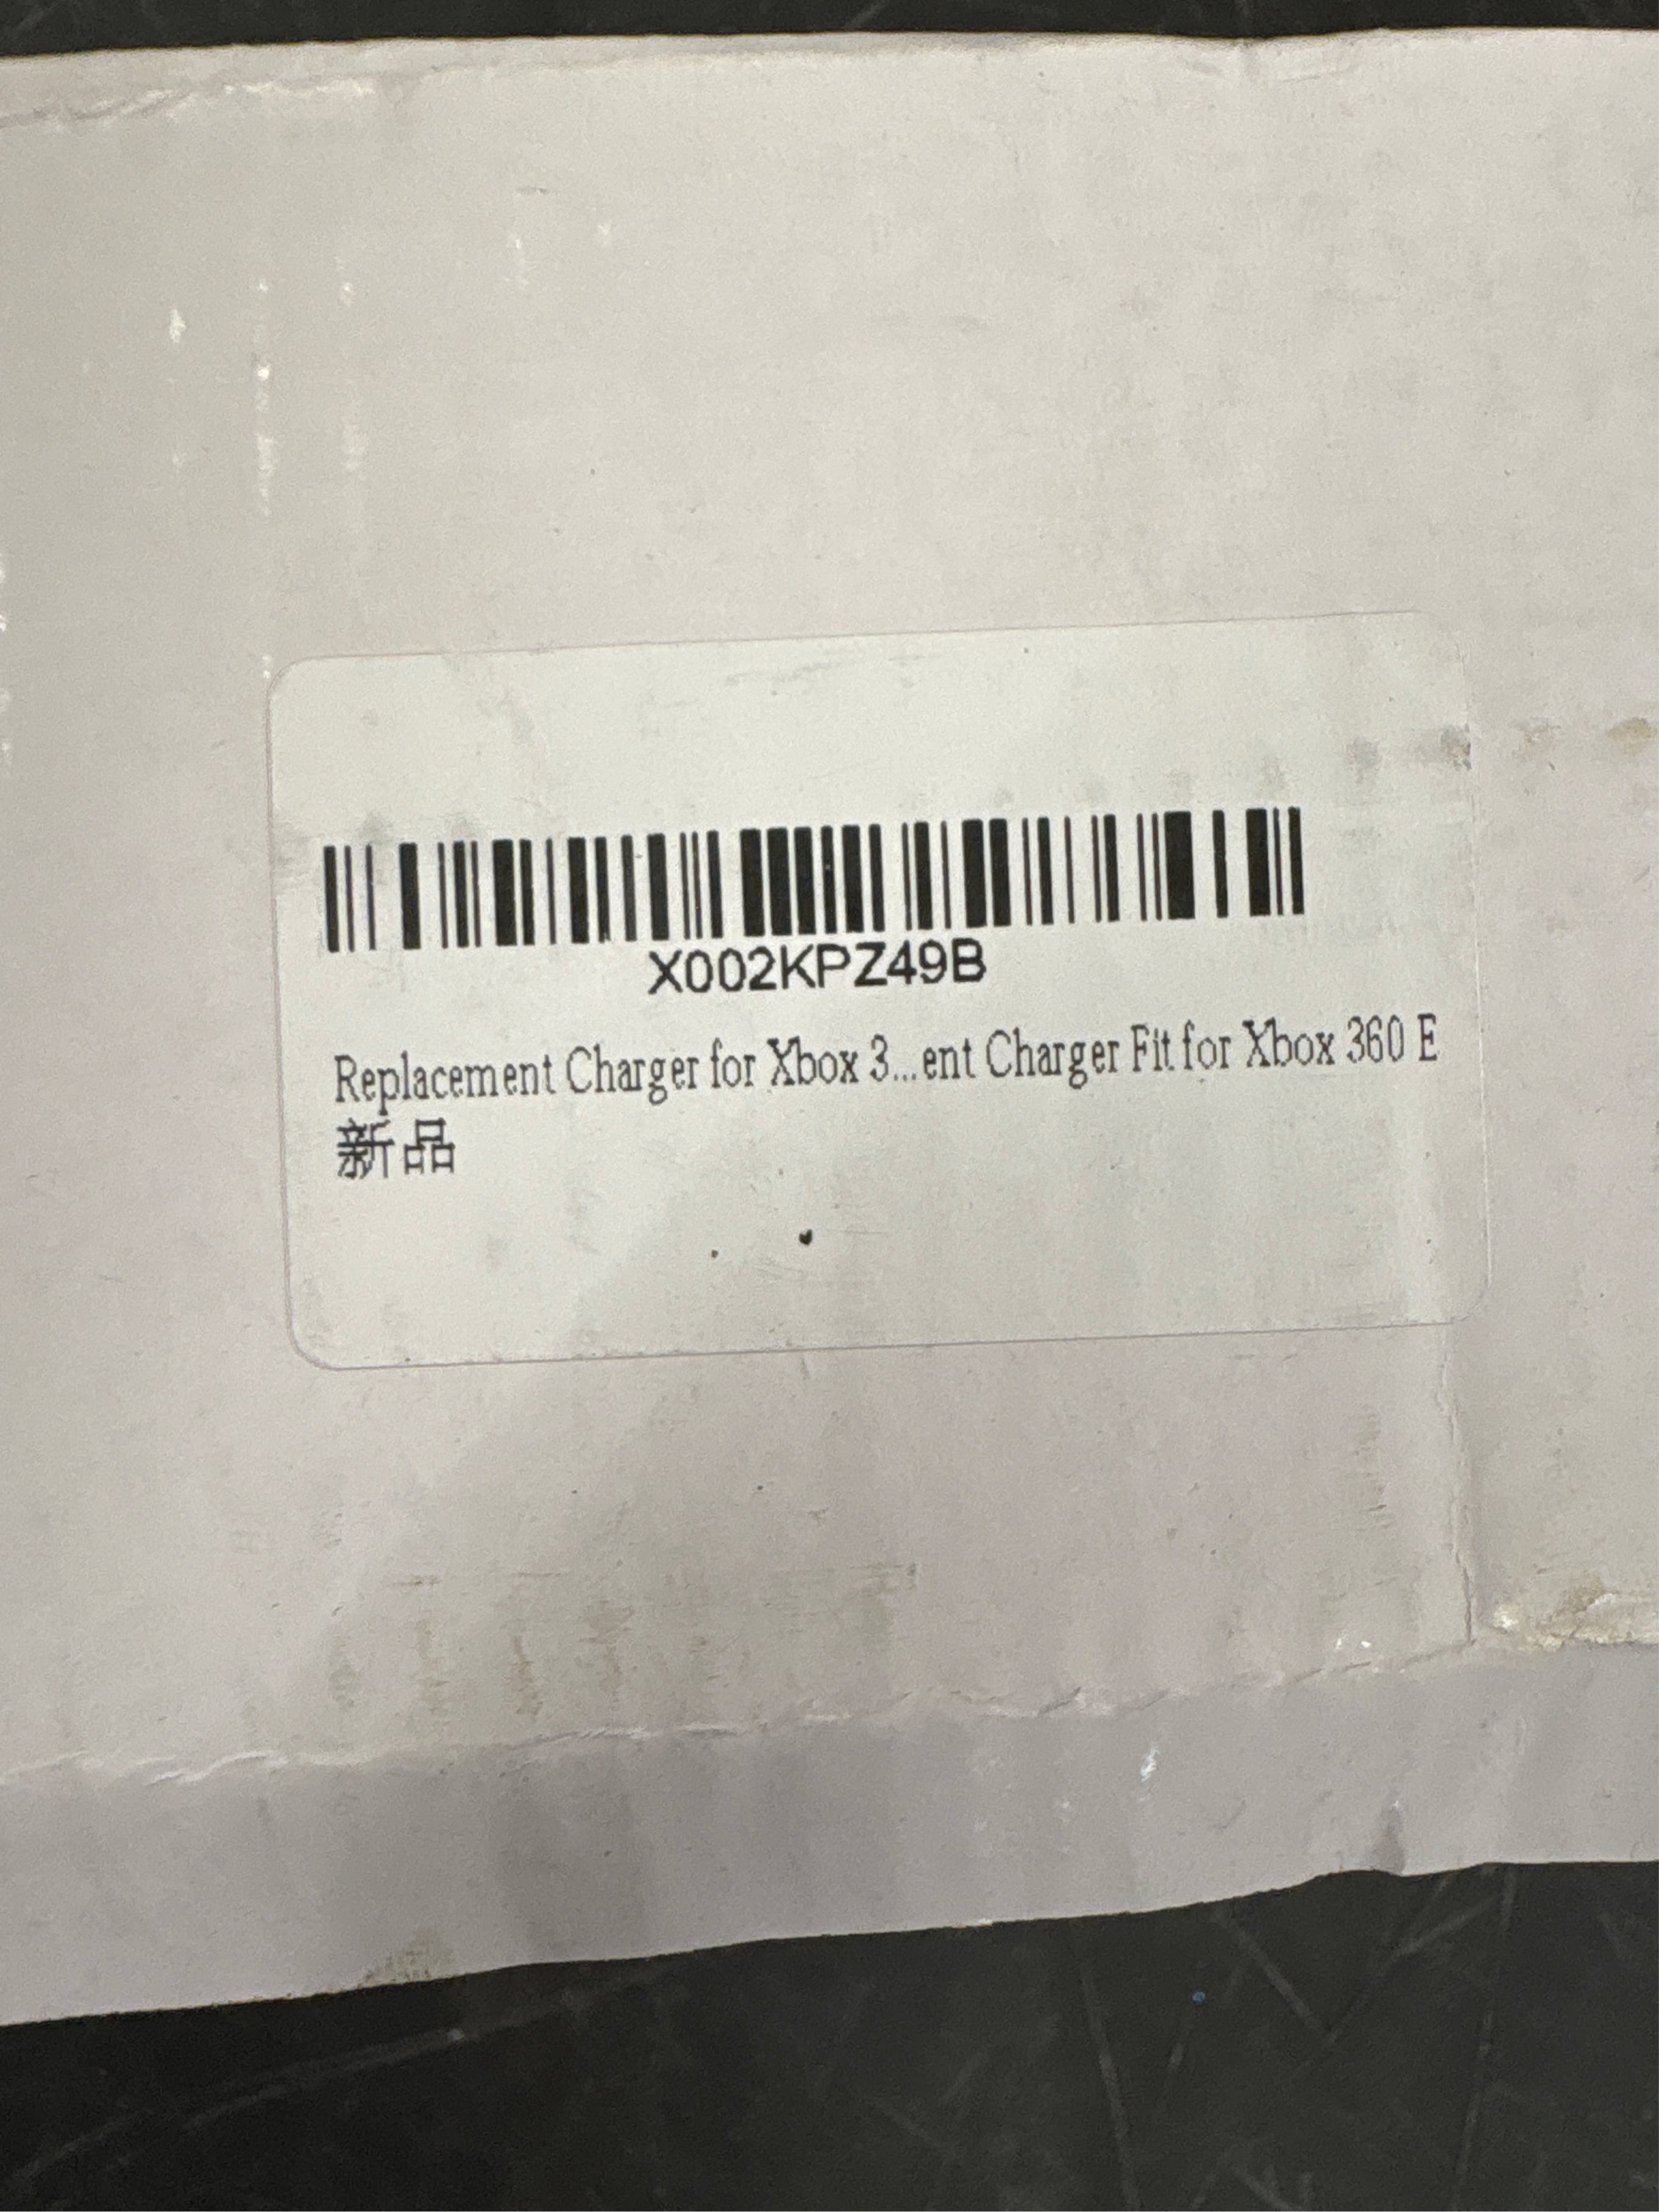 X002KPZ49B
Replacement Charger for Xbox 3...ent Charger Fit for Xbox 360 E
新品